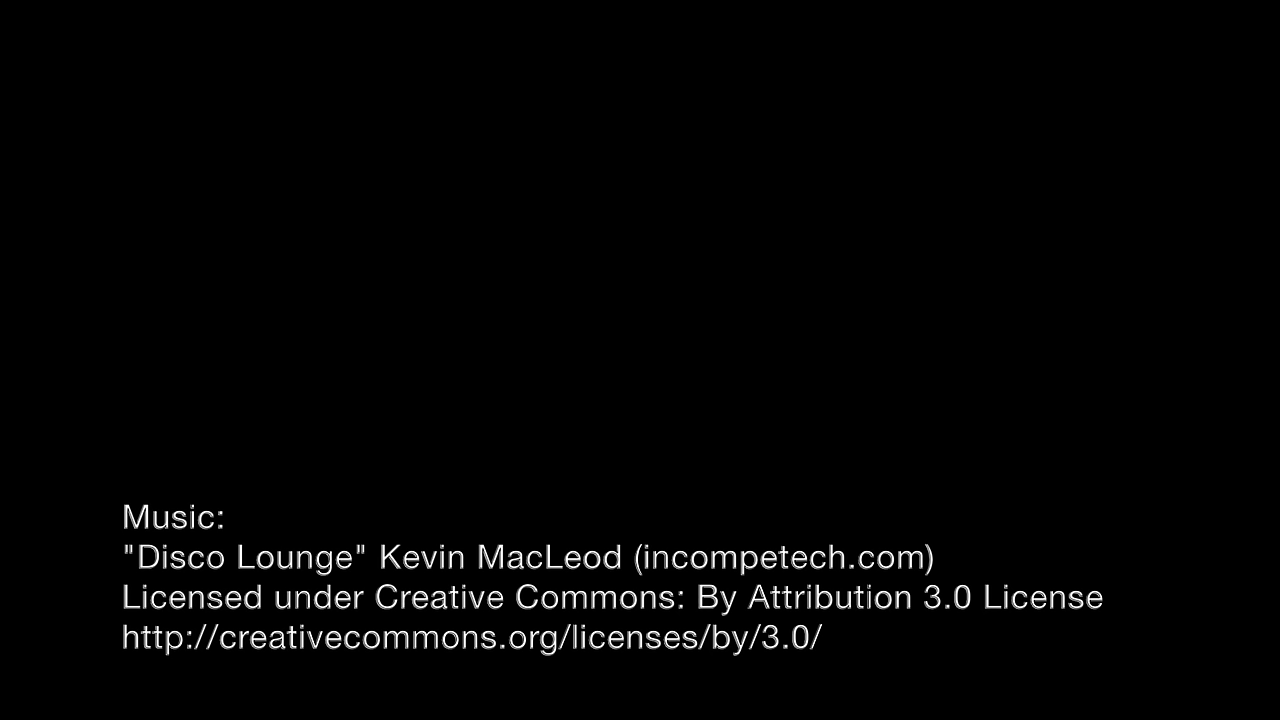 Music:
"Disco Lounge" Kevin MacLeod (incompetech.com)
Licensed under Creative Commons: By Attribution 3.0 License
http://creativecommons.org/licenses/by/3.0/